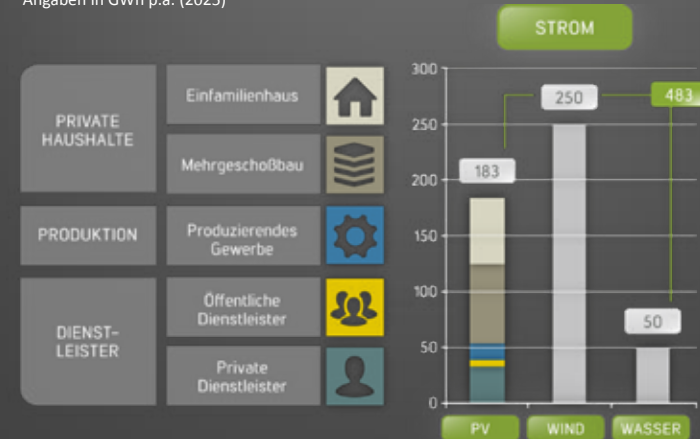 Angaben in GWh p.a. (2025)
STROM
PRIVATE
HAUSHALTE
Einfamilienhaus
Mehrgeschoßbau
PRODUKTION
Produzierendes
Gewerbe
DIENST-
LEISTER
Öffentliche
Dienstleister
Private
Dienstleister
300
250
200
150
100
50
0
183
250
483
50
PV
WIND
WASSER